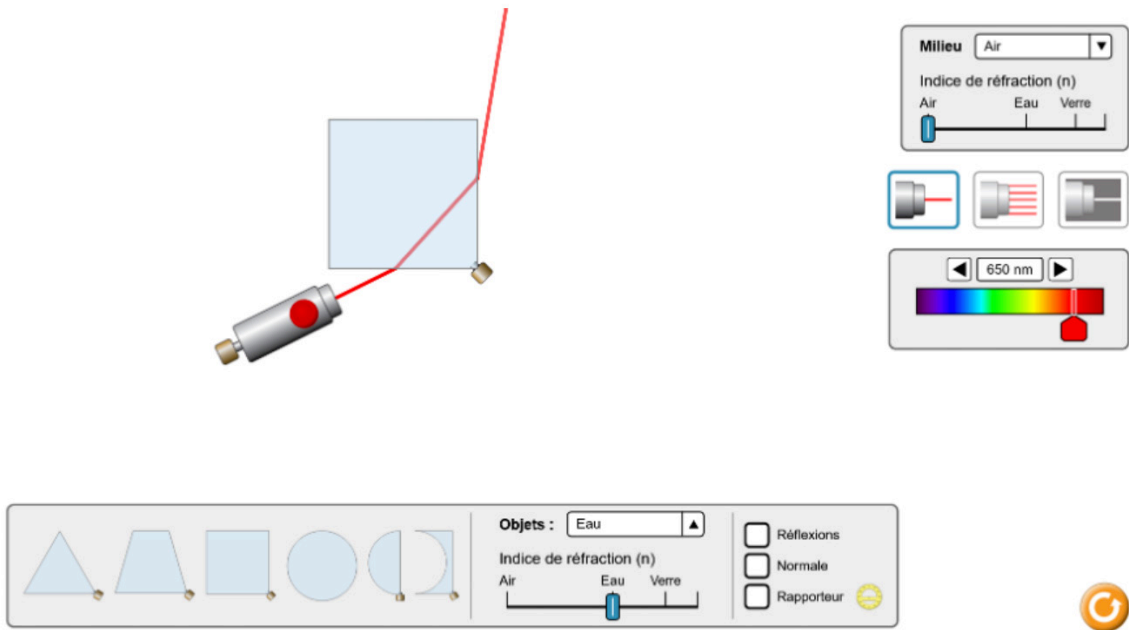 Milieu Air
Indice de réfraction (n)
Air Eau Verre
650 nm
Objets : Eau
Indice de réfraction (n)
Air Eau Verre
Réflexions
Normale
Rapporteur